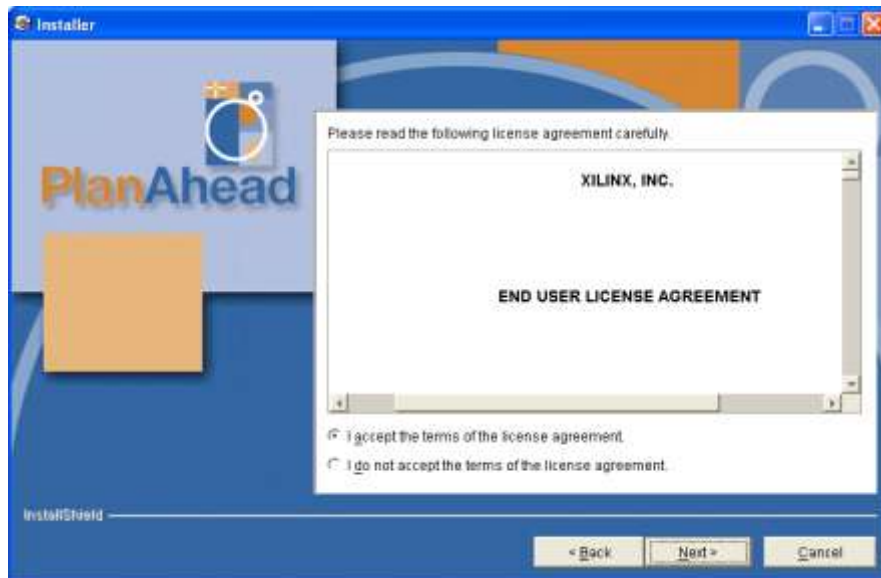 Installer
PlanAhead
Please read the following license agreement carefully.
XILINX, INC.
END USER LICENSE AGREEMENT
I accept the terms of the license agreement.
I do not accept the terms of the license agreement.
InstallShield
< Back
Next >
Cancel